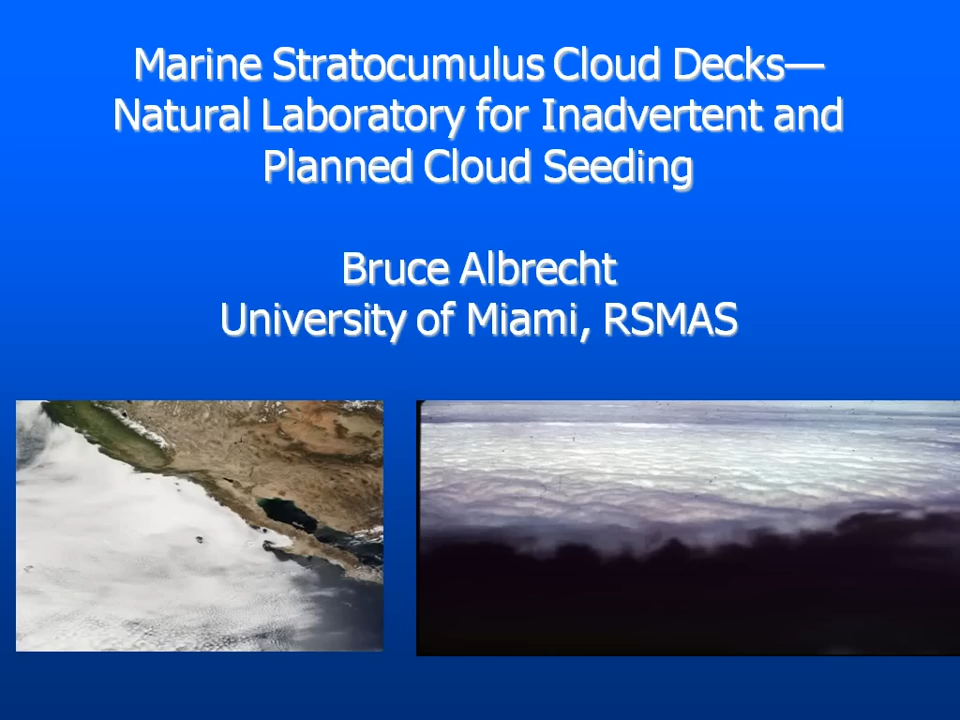 Marine Stratocumulus Cloud Decks—
Natural Laboratory for Inadvertent and
Planned Cloud Seeding
Bruce Albrecht
University of Miami, RSMAS